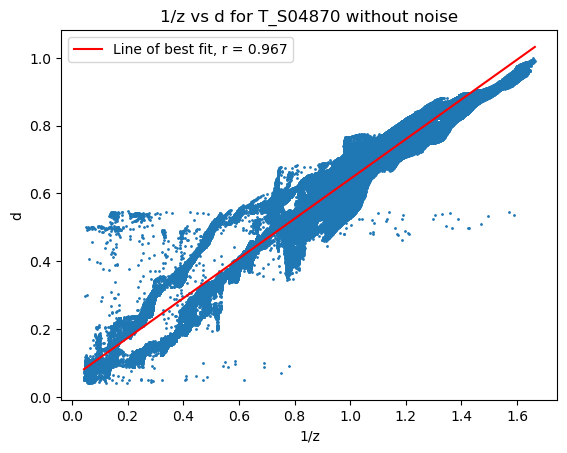 1/z vs d for T_S04870 without noise
Line of best fit, r = 0.967
1.0
0.8
0.6
0.4
0.2
0.0
d
0.0 0.2 0.4 0.6 0.8 1.0 1.2 1.4 1.6
1/z